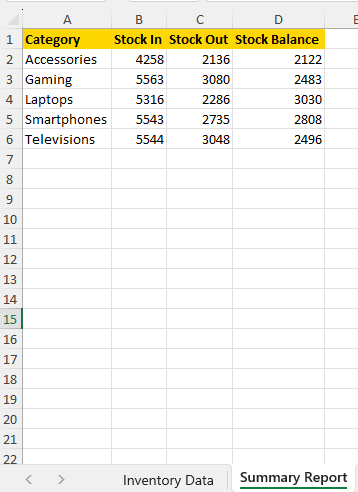 A B C D E
1 Category Stock In Stock Out Stock Balance
2 Accessories 4258 2136 2122
3 Gaming 5563 3080 2483
4 Laptops 5316 2286 3030
5 Smartphones 5543 2735 2808
6 Televisions 5544 3048 2496
7
8
9
10
11
12
13
14
15
16
17
18
19
20
21
22
Inventory Data Summary Report